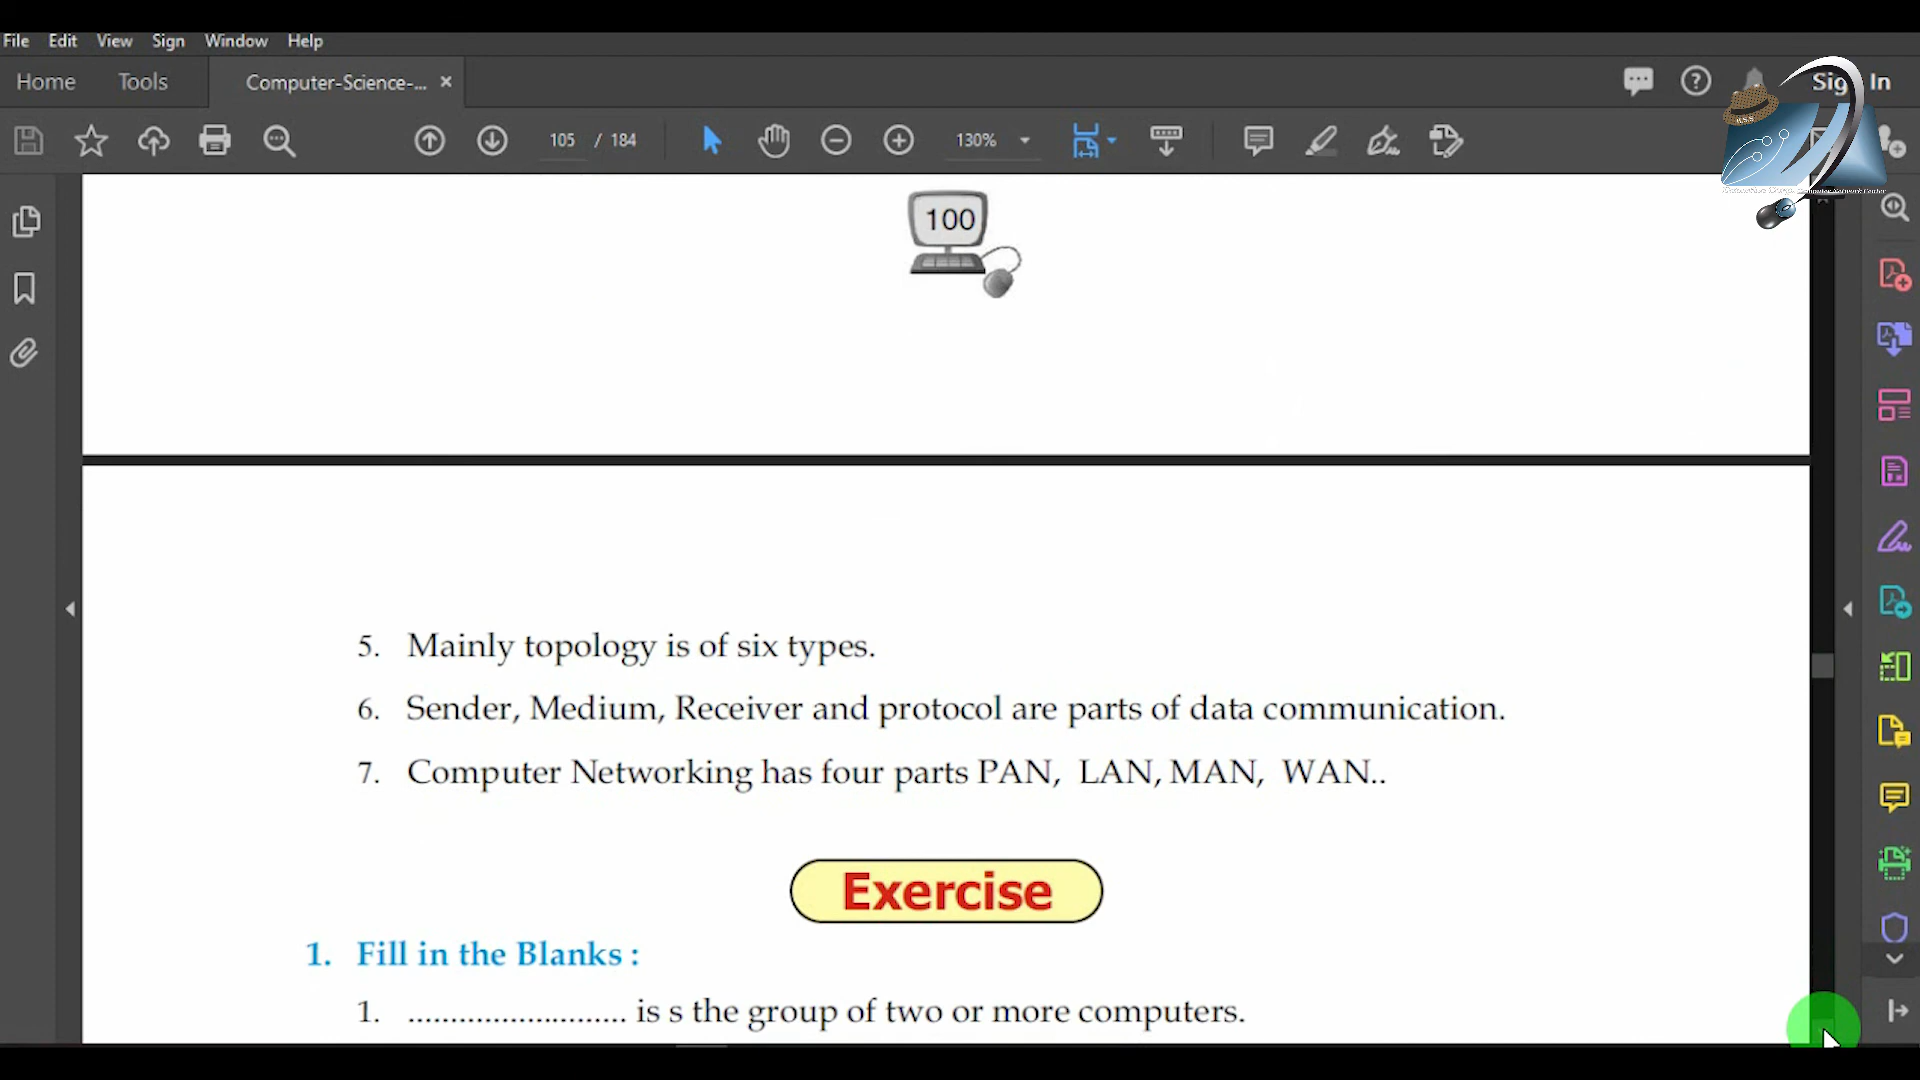 File Edit View Sign Window Help
Home Tools Computer-Science-... × Sign In
105 / 184 130%
100
5. Mainly topology is of six types.
6. Sender, Medium, Receiver and protocol are parts of data communication.
7. Computer Networking has four parts PAN, LAN, MAN, WAN..
Exercise
1. Fill in the Blanks :
1. .......................... is s the group of two or more computers.